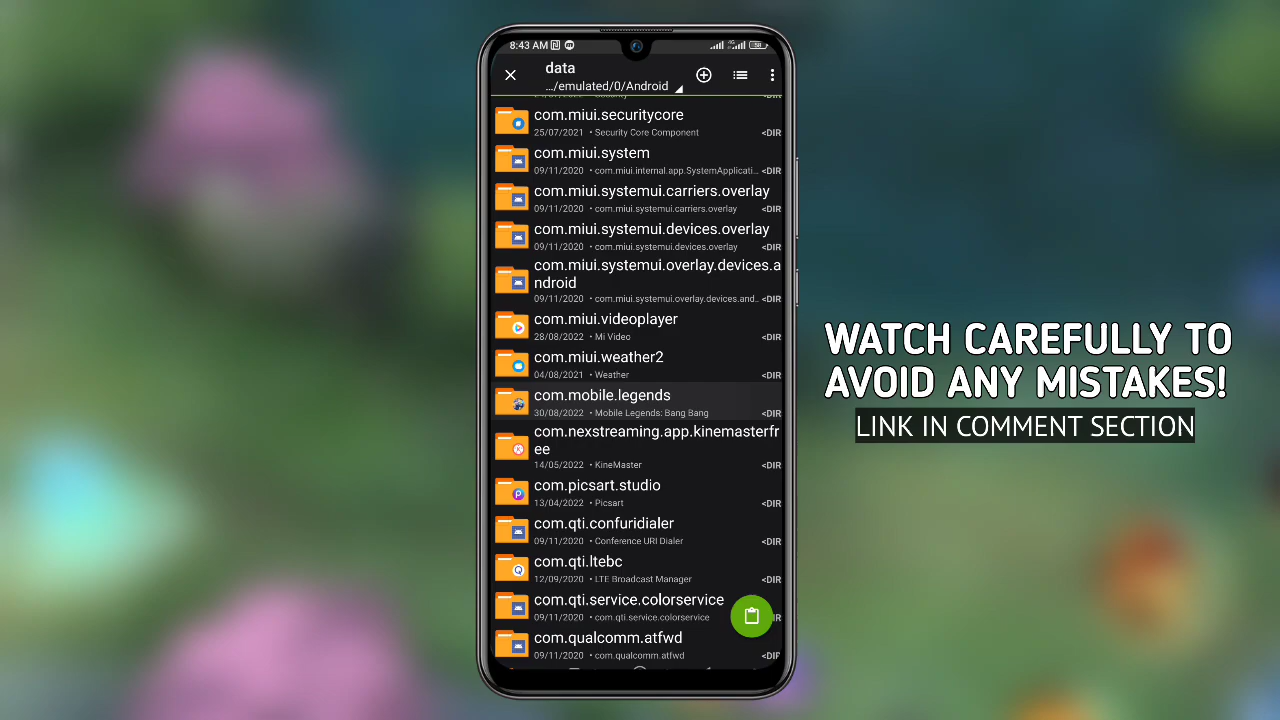 8:43 AM
data
.../emulated/0/Android
com.miui.securitycore
25/07/2021 • Security Core Component <DIR
com.miui.system
09/11/2020 • com.miui.internal.app.SystemApplicati... <DIR
com.miui.systemui.carriers.overlay
09/11/2020 • com.miui.systemui.carriers.overlay <DIR
com.miui.systemui.devices.overlay
09/11/2020 • com.miui.systemui.devices.overlay <DIR
com.miui.systemui.overlay.devices.a
ndroid
09/11/2020 • com.miui.systemui.overlay.devices.and... <DIR
com.miui.videoplayer
28/08/2022 • Mi Video <DIR
com.miui.weather2
04/08/2021 • Weather <DIR
com.mobile.legends
30/08/2022 • Mobile Legends: Bang Bang <DIR
com.nexstreaming.app.kinemasterfr
ee
14/05/2022 • KineMaster <DIR
com.picsart.studio
13/04/2022 • Picsart <DIR
com.qti.confuridialer
09/11/2020 • Conference URI Dialer <DIR
com.qti.ltebc
12/09/2020 • LTE Broadcast Manager <DIR
com.qti.service.colorservice
09/11/2020 • com.qti.service.colorservice
com.qualcomm.atfwd
09/11/2020 • com.qualcomm.atfwd <DIR
WATCH CAREFULLY TO
AVOID ANY MISTAKES!
LINK IN COMMENT SECTION